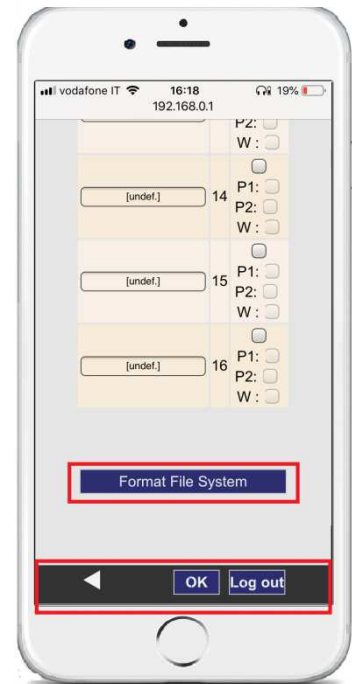 vodafone IT 16:18 19%
192.168.0.1
P2:
W :
[undef.] 14 P1:
P2:
W :
[undef.] 15 P1:
P2:
W :
[undef.] 16 P1:
P2:
W :
Format File System
OK Log out